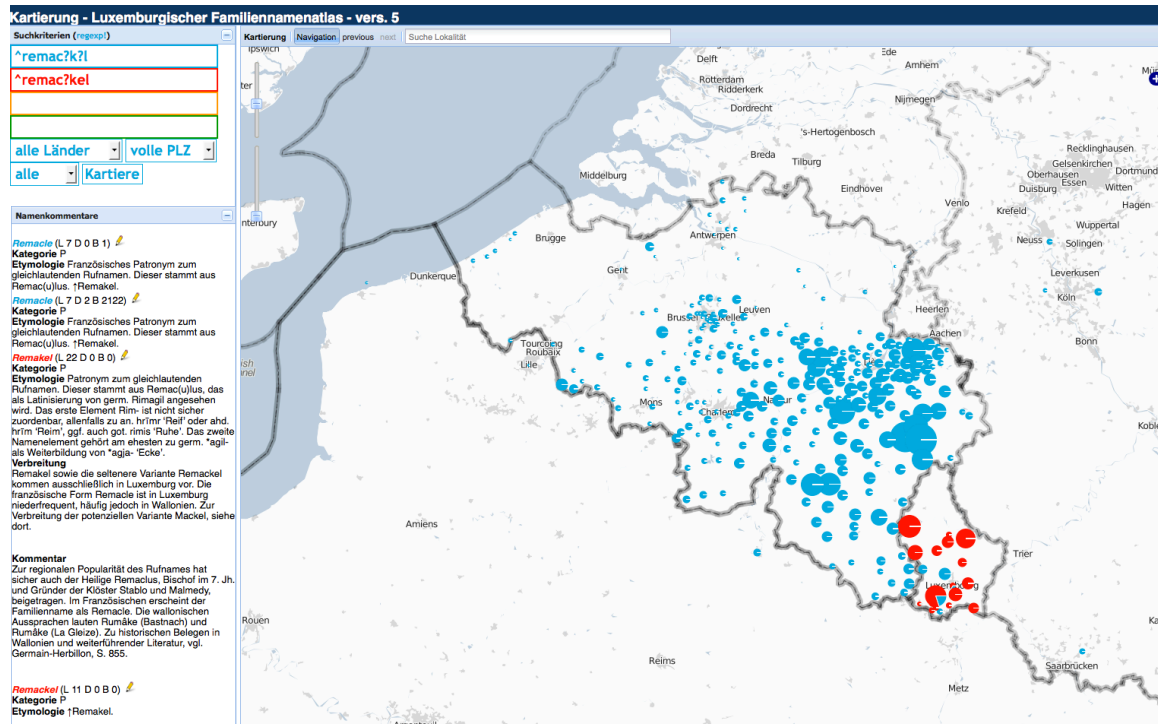 Kartierung - Luxemburgischer Familiennamenatlas - vers. 5
Suchkriterien (regexp!)
^remac?k?l
^remac?kel
alle Länder
volle PLZ
alle
Kartiere
Namenkommentare
Remacle (L 7 D 0 B 1)
Kategorie P
Etymologie Französisches Patronym zum
gleichlautenden Rufnamen. Dieser stammt aus
Remac(u)lus. ↑Remakel.
Remacle (L 7 D 2 B 2122)
Kategorie P
Etymologie Französisches Patronym zum
gleichlautenden Rufnamen. Dieser stammt aus
Remac(u)lus. ↑Remakel.
Remakel (L 22 D 0 B 0)
Kategorie P
Etymologie Patronym zum gleichlautenden
Rufnamen. Dieser stammt aus Remac(u)lus, das
als Latinisierung von germ. Rimagil angesehen
wird. Das erste Element Rim- ist nicht sicher
zuordenbar, allenfalls zu an. hrîmr 'Reif' oder ahd.
hrîm 'Reim', ggf. auch got. rimis 'Ruhe'. Das zweite
Namenelement gehört am ehesten zu germ. *agil-
als Weiterbildung von *agja- 'Ecke'.
Verbreitung
Remakel sowie die seltenere Variante Remackel
kommen ausschließlich in Luxemburg vor. Die
französische Form Remacle ist in Luxemburg
niederfrequent, häufig jedoch in Wallonien. Zur
Verbreitung der potenziellen Variante Mackel, siehe
dort.
Kommentar
Zur regionalen Popularität des Rufnames hat
sicher auch der Heilige Remaclus, Bischof im 7. Jh.
und Gründer der Klöster Stablo und Malmedy,
beigetragen. Im Französischen erscheint der
Familienname als Remacle. Die wallonischen
Aussprachen lauten Rumâke (Bastnach) und
Rumâke (La Gleize). Zu historischen Belegen in
Wallonien und weiterführender Literatur, vgl.
Germain-Herbillon, S. 855.
Remackel (L 11 D 0 B 0)
Kategorie P
Etymologie ↑Remakel.
Kartierung Navigation previous next Suche Lokalität
Ipswich
Delft
Ede
Arnhem
Rotterdam
Ridderkerk
Nijmegen
Dordrecht
's-Hertogenbosch
Breda
Tilburg
Recklinghausen
Gelsenkirchen
Oberhausen
Dortmund
Essen
Duisburg
Witten
Middelburg
Eindhoven
Venlo
Krefeld
Hagen
Wuppertal
Brugge
Antwerpen
Neuss
Solingen
Gent
Dunkerque
Leverkusen
Köln
Leuven
Heerlen
Aachen
Bonn
Tourcoing
Roubaix
Lille
Mons
Namur
Amiens
Trier
Luxembourg
Rouen
Reims
Saarbrücken
Metz